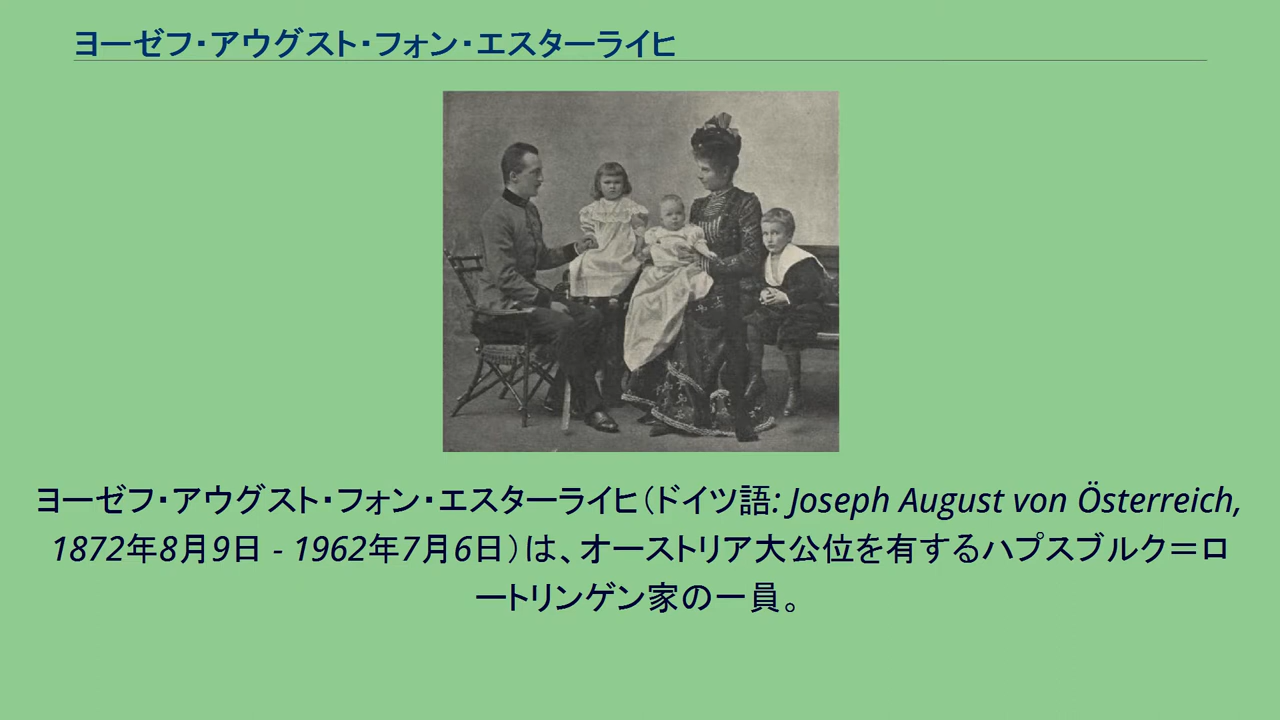 ヨーゼフ・アウグスト・フォン・エスターライヒ
ヨーゼフ・アウグスト・フォン・エスターライヒ（ドイツ語: Joseph August von Österreich,
1872年8月9日 - 1962年7月6日）は、オーストリア大公位を有するハプスブルク＝ロ
ートリンゲン家の一員。